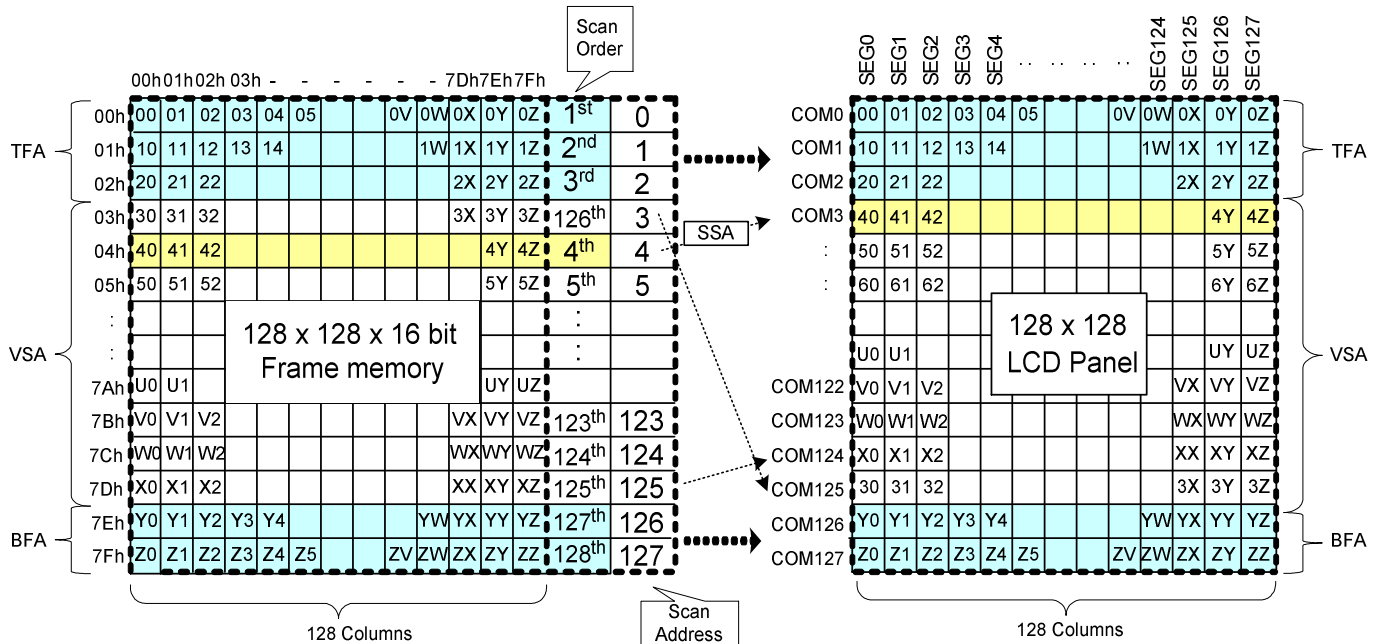 Scan Order
00h 01h 02h 03h - - - - - - 7Dh 7Eh 7Fh
00h 00 01 02 03 04 05 0V 0W 0X 0Y 0Z 1st 0
01h 10 11 12 13 14 1W 1X 1Y 1Z 2nd 1
02h 20 21 22 2X 2Y 2Z 3rd 2
03h 30 31 32 3X 3Y 3Z 126th 3
04h 40 41 42 4Y 4Z 4th 4
05h 50 51 52 5Y 5Z 5th 5
: :
: :
7Ah U0 U1 UY UZ
7Bh V0 V1 V2 VX VY VZ 123th 123
7Ch W0 W1 W2 WX WY WZ 124th 124
7Dh X0 X1 X2 XX XY XZ 125th 125
7Eh Y0 Y1 Y2 Y3 Y4 YW YX YY YZ 127th 126
7Fh Z0 Z1 Z2 Z3 Z4 Z5 ZV ZW ZX ZY ZZ 128th 127
TFA
VSA
BFA
128 x 128 x 16 bit
Frame memory
128 Columns
Scan
Address
SSA
SEG0 SEG1 SEG2 SEG3 SEG4 .. .. .. .. SEG124 SEG125 SEG126 SEG127
COM0 00 01 02 03 04 05 0V 0W 0X 0Y 0Z
COM1 10 11 12 13 14 1W 1X 1Y 1Z
COM2 20 21 22 2X 2Y 2Z
COM3 40 41 42 4Y 4Z
: 50 51 52 5Y 5Z
: 60 61 62 6Y 6Z
U0 U1 UY UZ
COM122 V0 V1 V2 VX VY VZ
COM123 W0 W1 W2 WX WY WZ
COM124 X0 X1 X2 XX XY XZ
COM125 30 31 32 3X 3Y 3Z
COM126 Y0 Y1 Y2 Y3 Y4 YW YX YY YZ
COM127 Z0 Z1 Z2 Z3 Z4 Z5 ZV ZW ZX ZY ZZ
TFA
VSA
BFA
128 x 128
LCD Panel
128 Columns